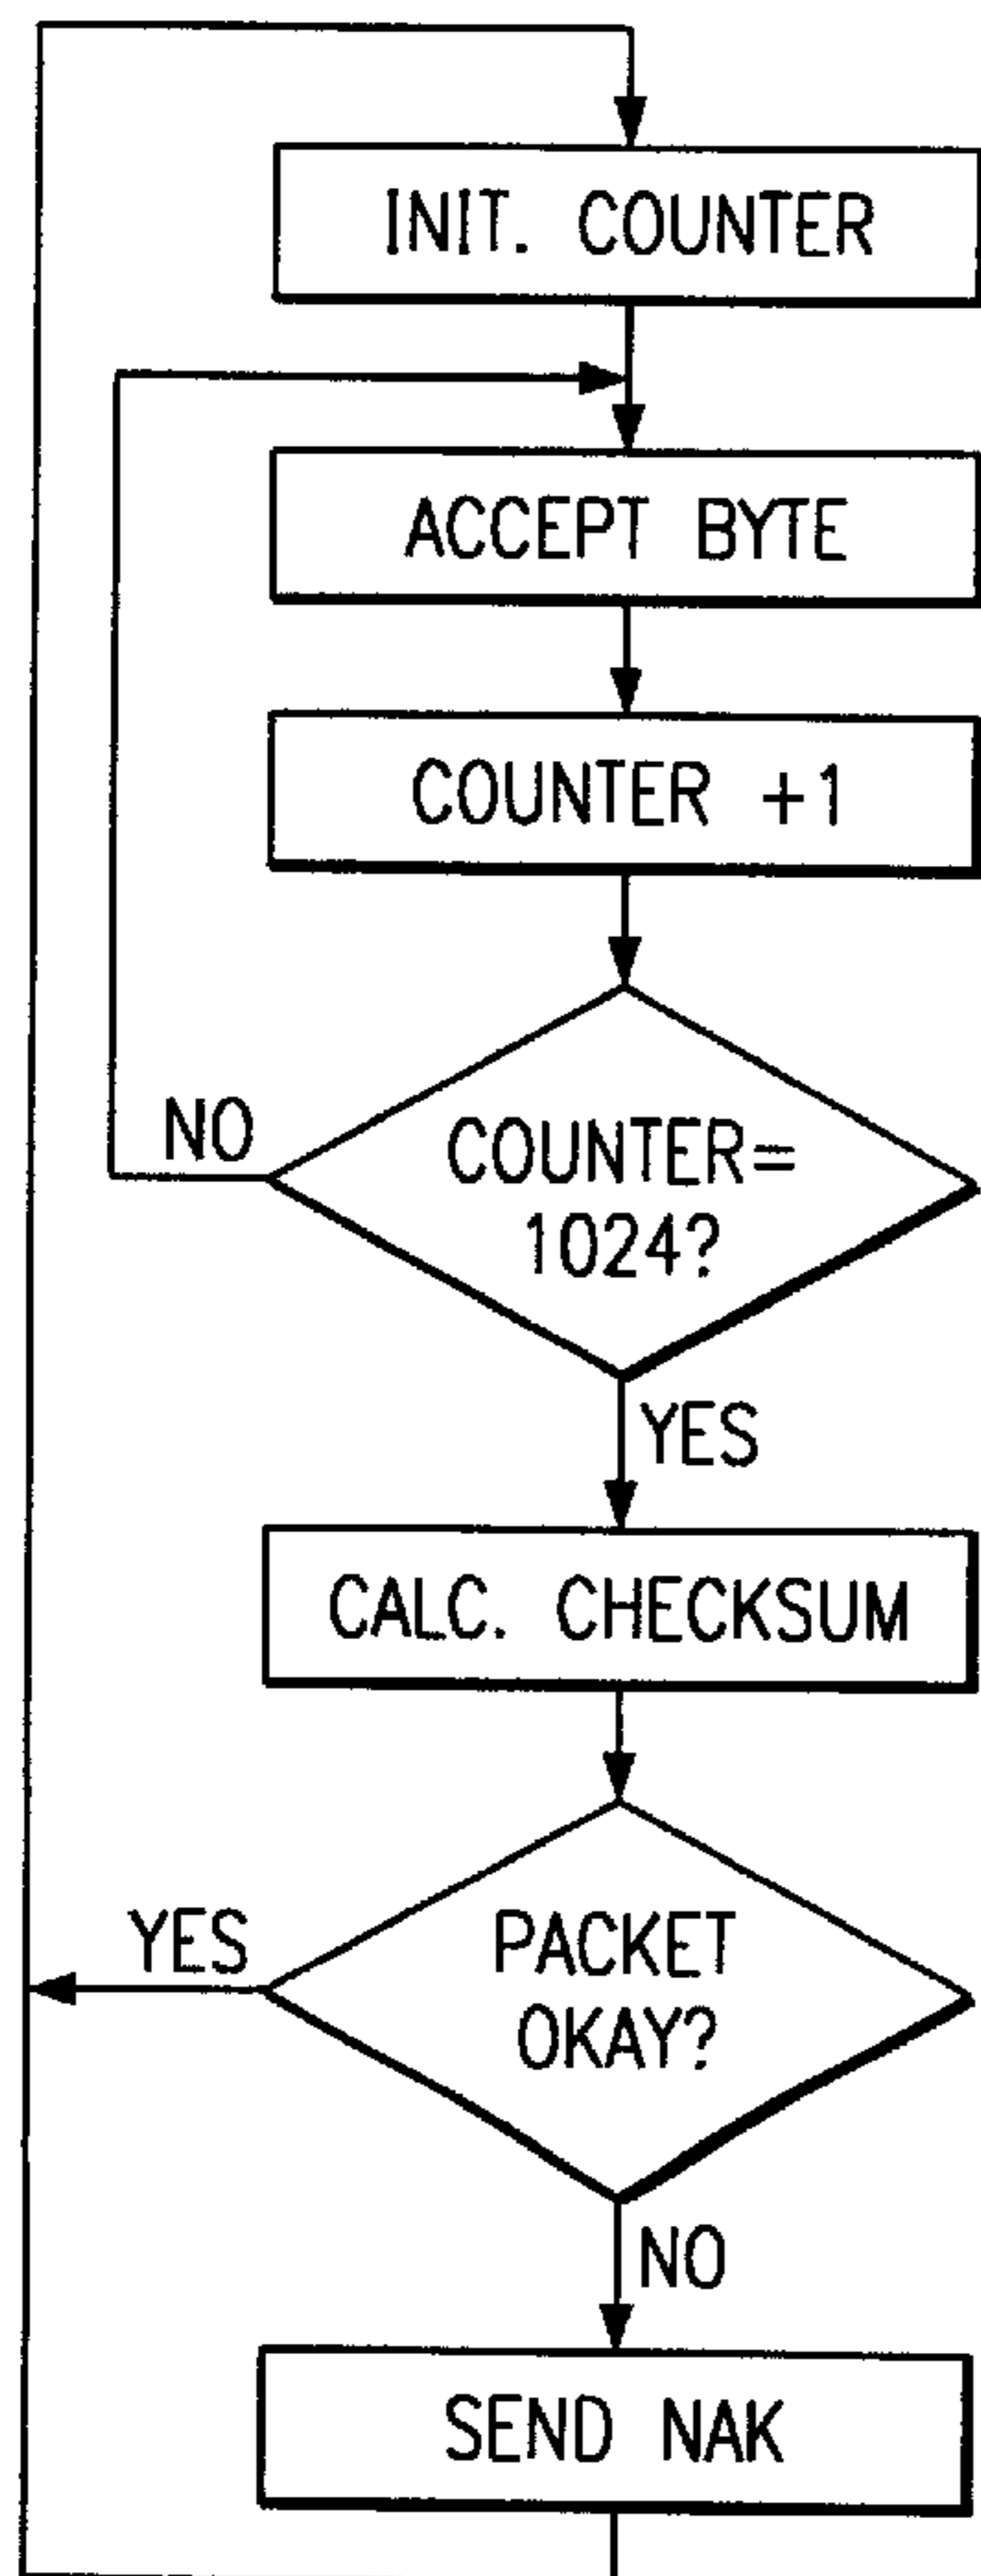 INIT. COUNTER
ACCEPT BYTE
COUNTER +1
NO
COUNTER=
1024?
YES
CALC. CHECKSUM
YES
PACKET
OKAY?
NO
SEND NAK